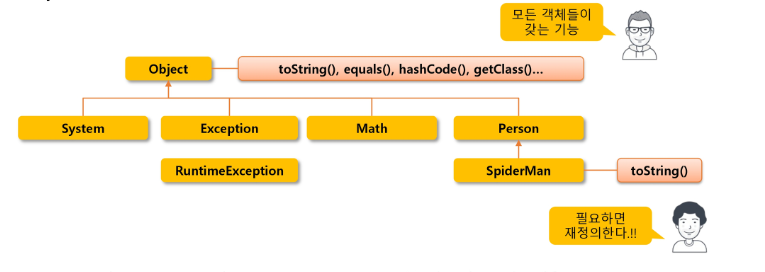 모든 객체들이
갖는 기능
Object
toString(), equals(), hashCode(), getClass()...
System
Exception
Math
Person
RuntimeException
SpiderMan
toString()
필요하면
재정의한다.!!